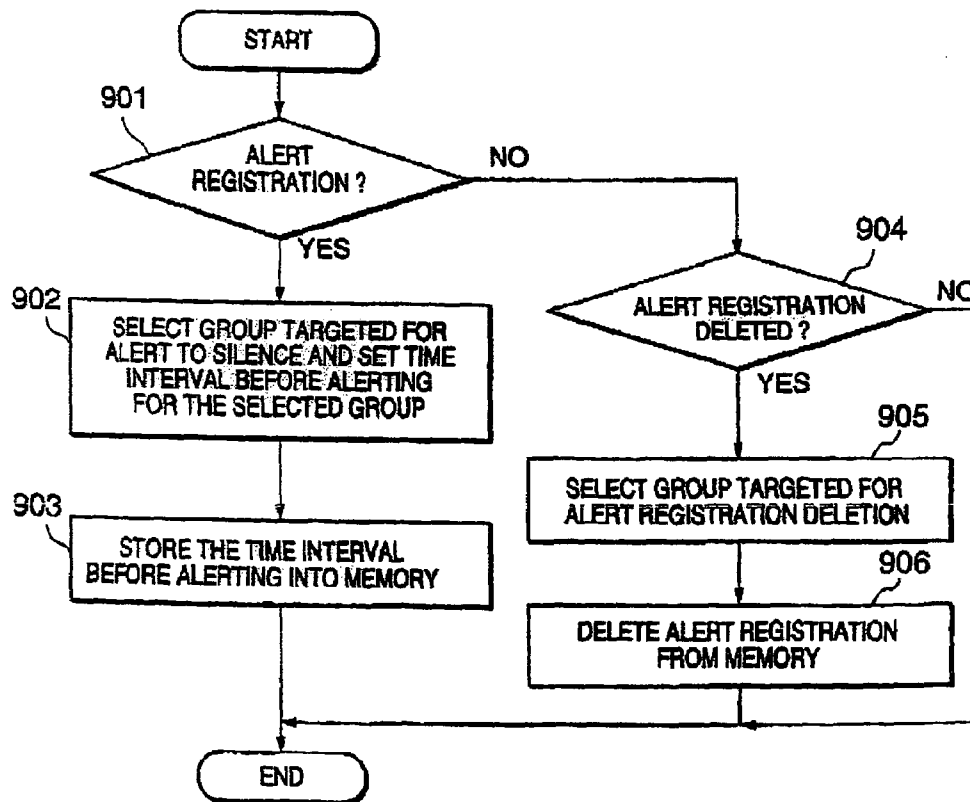 START
901
ALERT
REGISTRATION ?
NO
YES
902
SELECT GROUP TARGETED FOR
ALERT TO SILENCE AND SET TIME
INTERVAL BEFORE ALERTING
FOR THE SELECTED GROUP
903
STORE THE TIME INTERVAL
BEFORE ALERTING INTO MEMORY
904
ALERT REGISTRATION
DELETED ?
NO
YES
905
SELECT GROUP TARGETED FOR
ALERT REGISTRATION DELETION
906
DELETE ALERT REGISTRATION
FROM MEMORY
END